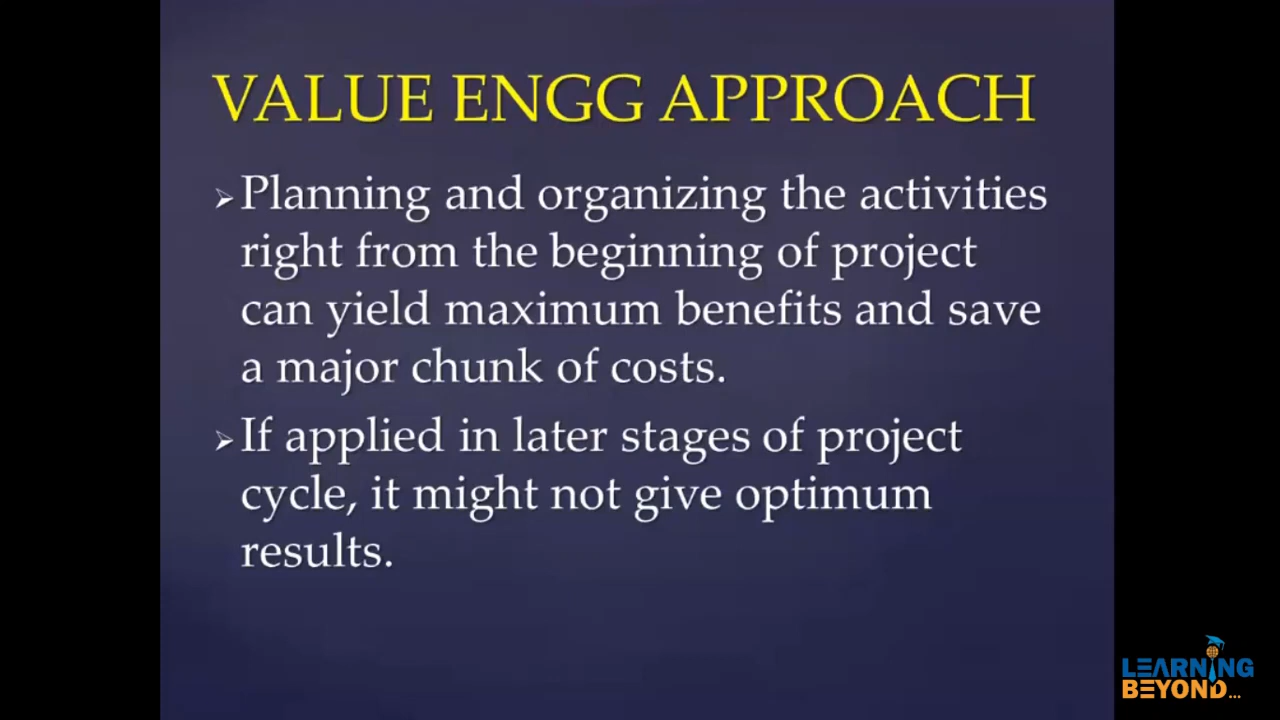 VALUE ENGG APPROACH
➢Planning and organizing the activities
right from the beginning of project
can yield maximum benefits and save
a major chunk of costs.
➢If applied in later stages of project
cycle, it might not give optimum
results.
LEARNING
BEYOND...